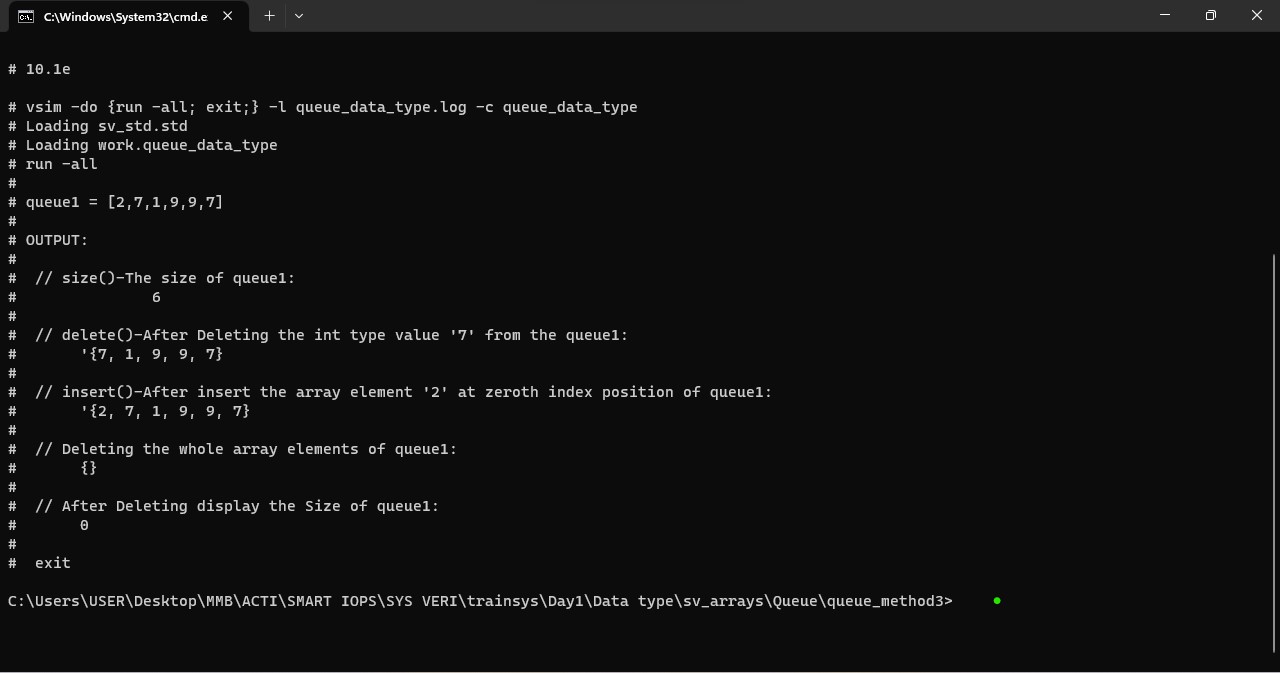 C:\Windows\System32\cmd.e
# 10.1e
# vsim -do {run -all; exit;} -l queue_data_type.log -c queue_data_type
# Loading sv_std.std
# Loading work.queue_data_type
# run -all
#
# queue1 = [2,7,1,9,9,7]
#
# OUTPUT:
#
#  // size()-The size of queue1:
#               6
#
#  // delete()-After Deleting the int type value '7' from the queue1:
#       '{7, 1, 9, 9, 7}
#
#  // insert()-After insert the array element '2' at zeroth index position of queue1:
#       '{2, 7, 1, 9, 9, 7}
#
#  // Deleting the whole array elements of queue1:
#       {}
#
#  // After Deleting display the Size of queue1:
#       0
#
#  exit
C:\Users\USER\Desktop\MMB\ACTI\SMART IOPS\SYS VERI\trainsys\Day1\Data type\sv_arrays\Queue\queue_method3>